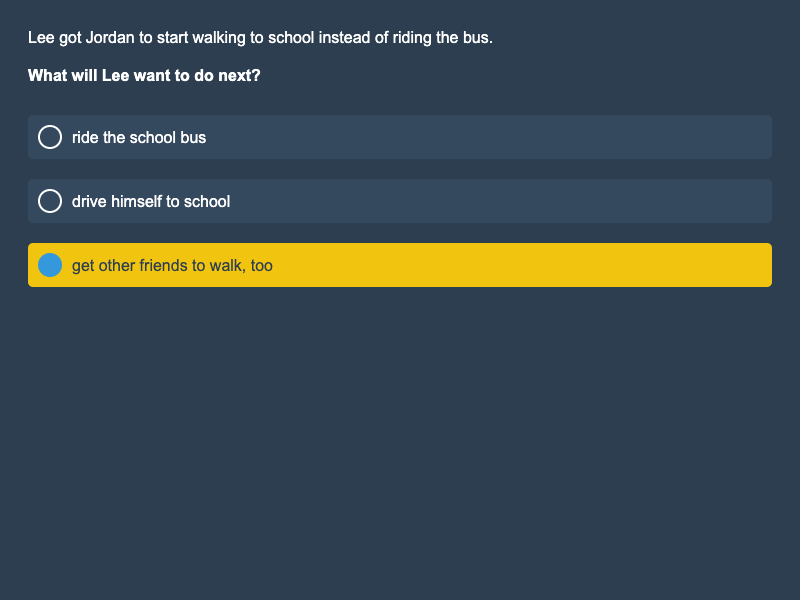 Lee got Jordan to start walking to school instead of riding the bus.
What will Lee want to do next?
ride the school bus
drive himself to school
get other friends to walk, too